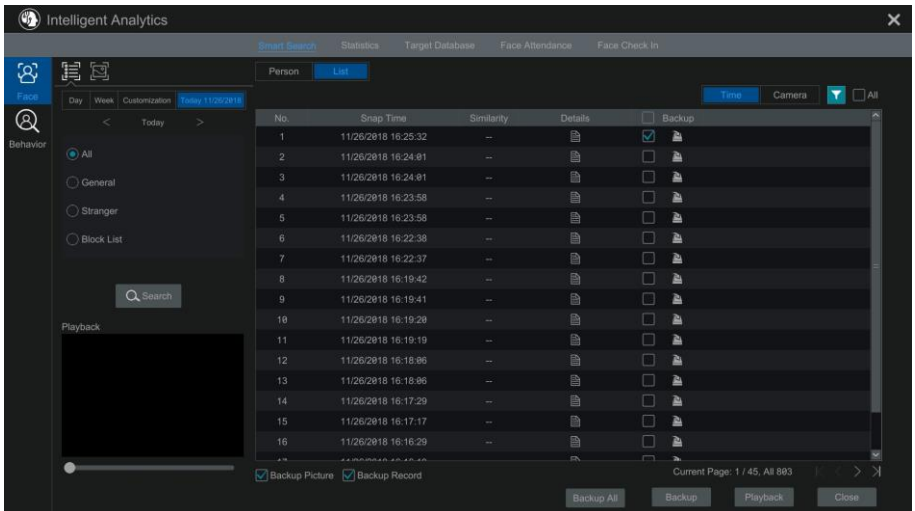 Intelligent Analytics
Smart Search Statistics Target Database Face Attendance Face Check In
Face
Behavior
Day Week Customization Today 11/26/2018
< Today >
All
General
Stranger
Block List
Search
Playback
Person List
Time Camera All
No. Snap Time Similarity Details Backup
1 11/26/2018 16:25:32 --
2 11/26/2018 16:24:01 --
3 11/26/2018 16:24:01 --
4 11/26/2018 16:23:58 --
5 11/26/2018 16:23:58 --
6 11/26/2018 16:22:38 --
7 11/26/2018 16:22:37 --
8 11/26/2018 16:19:42 --
9 11/26/2018 16:19:41 --
10 11/26/2018 16:19:20 --
11 11/26/2018 16:19:19 --
12 11/26/2018 16:18:06 --
13 11/26/2018 16:18:06 --
14 11/26/2018 16:17:29 --
15 11/26/2018 16:17:17 --
16 11/26/2018 16:16:29 --
Backup Picture Backup Record
Current Page: 1 / 45, All 803
Backup All Backup Playback Close